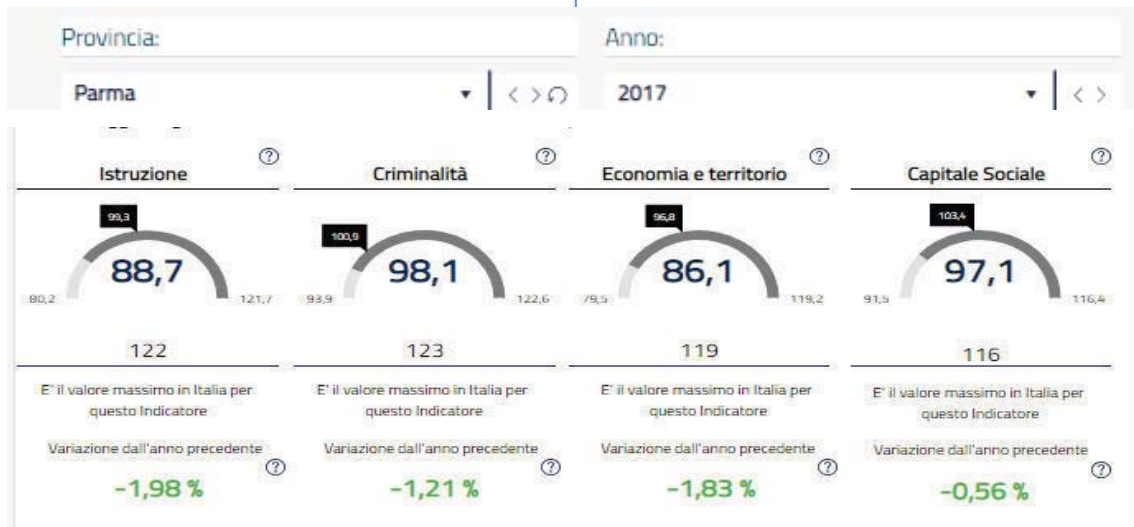 Provincia:
Anno:
Parma
2017
Istruzione
Criminalità
Economia e territorio
Capitale Sociale
99,3
88,7
80,2
121,7
100,9
98,1
93,9
122,6
96,8
86,1
79,5
119,2
103,4
97,1
91,5
116,4
122
123
119
116
E' il valore massimo in Italia per
questo Indicatore
E' il valore massimo in Italia per
questo Indicatore
E' il valore massimo in Italia per
questo Indicatore
E' il valore massimo in Italia per
questo Indicatore
Variazione dall'anno precedente
-1,98 %
Variazione dall'anno precedente
-1,21 %
Variazione dall'anno precedente
-1,83 %
Variazione dall'anno precedente
-0,56 %